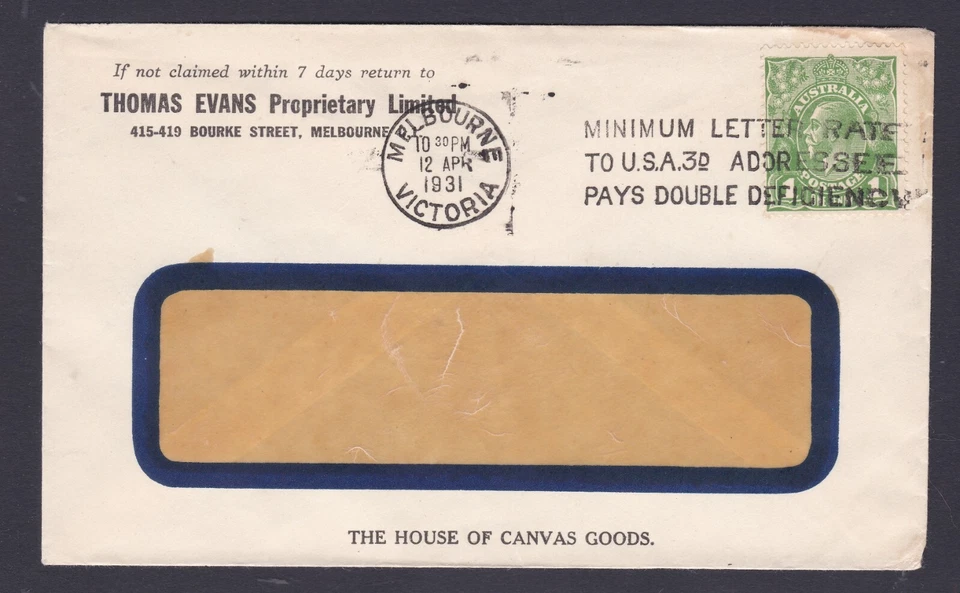 If not claimed within 7 days return to
THOMAS EVANS Proprietary Limited
415-419 BOURKE STREET, MELBOURNE
MELBOURNE
10 30 PM
12 APR
1931
VICTORIA
MINIMUM LETTER RATE
TO U.S.A. 3D ADDRESSEE
PAYS DOUBLE DEFICIENCY
AUSTRALIA
POSTAGE
THE HOUSE OF CANVAS GOODS.